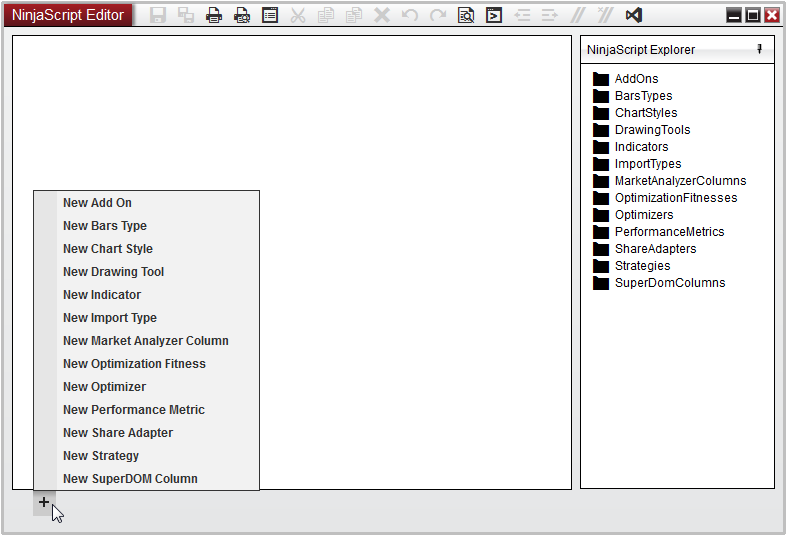 NinjaScript Editor
NinjaScript Explorer
AddOns
BarsTypes
ChartStyles
DrawingTools
Indicators
ImportTypes
MarketAnalyzerColumns
OptimizationFitnesses
Optimizers
PerformanceMetrics
ShareAdapters
Strategies
SuperDomColumns
New Add On
New Bars Type
New Chart Style
New Drawing Tool
New Indicator
New Import Type
New Market Analyzer Column
New Optimization Fitness
New Optimizer
New Performance Metric
New Share Adapter
New Strategy
New SuperDOM Column
+